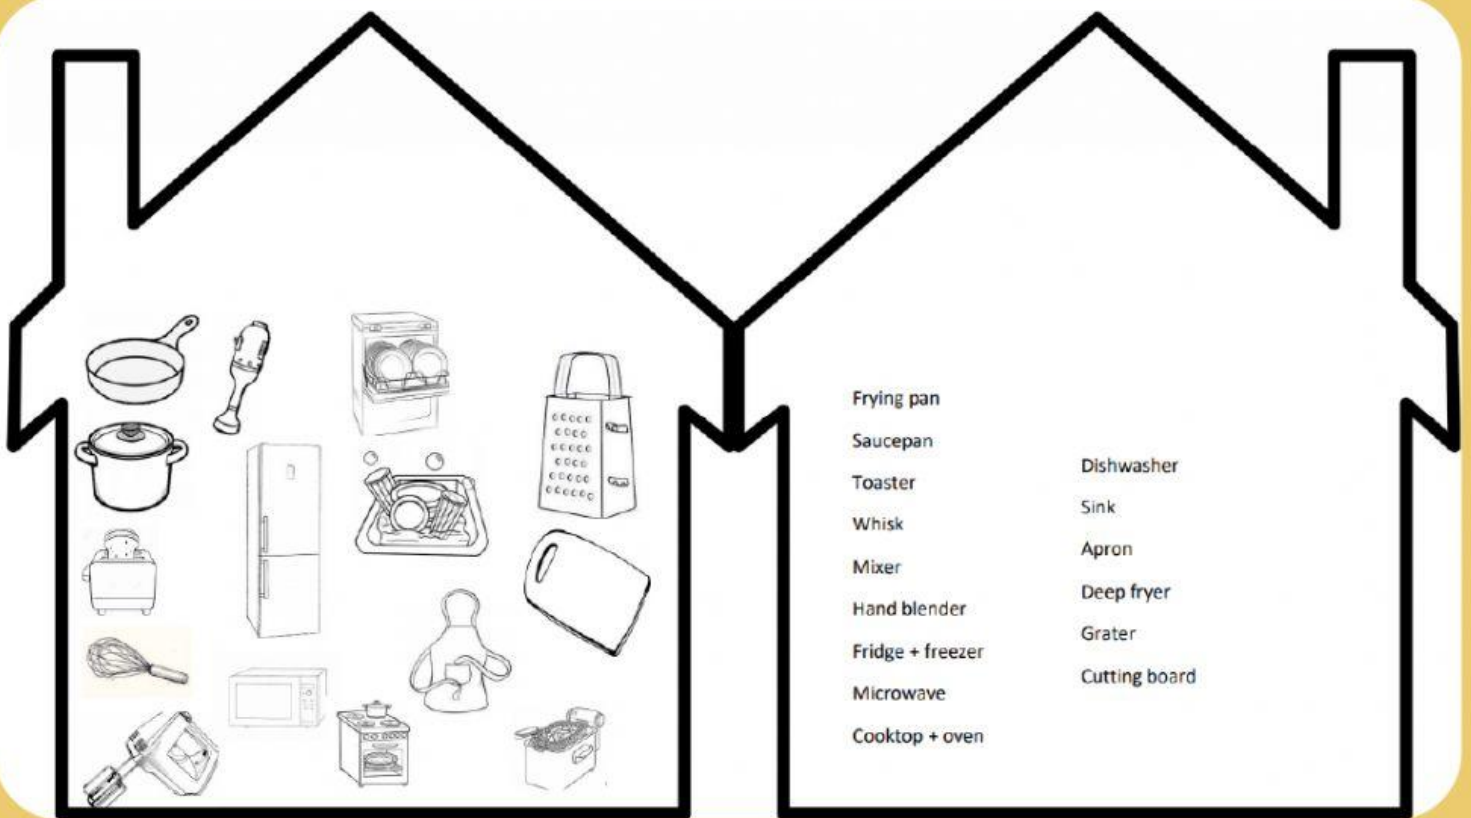 Frying pan
Saucepan
Toaster
Whisk
Mixer
Hand blender
Fridge + freezer
Microwave
Cooktop + oven
Dishwasher
Sink
Apron
Deep fryer
Grater
Cutting board